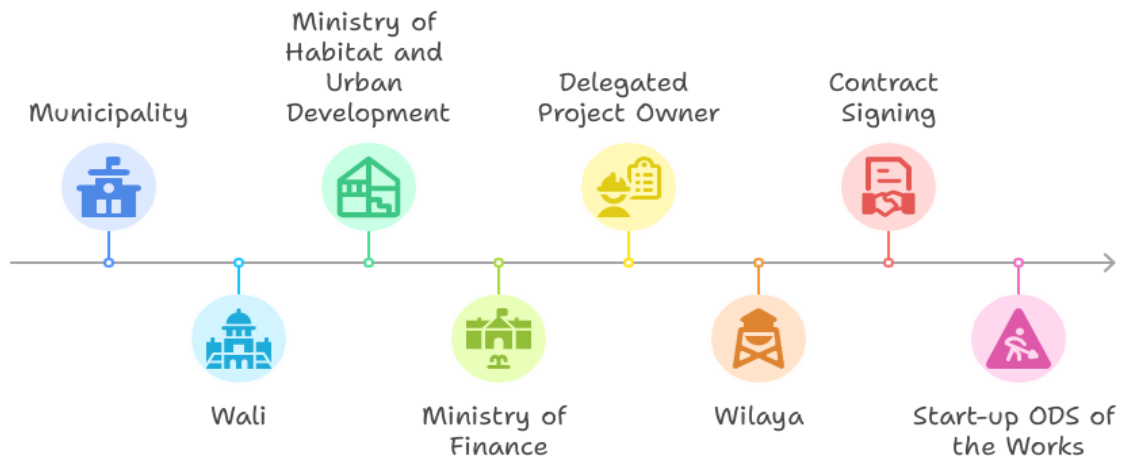 Municipality
Wali
Ministry of
Habitat and
Urban
Development
Ministry of
Finance
Delegated
Project Owner
Wilaya
Contract
Signing
Start-up ODS of
the Works